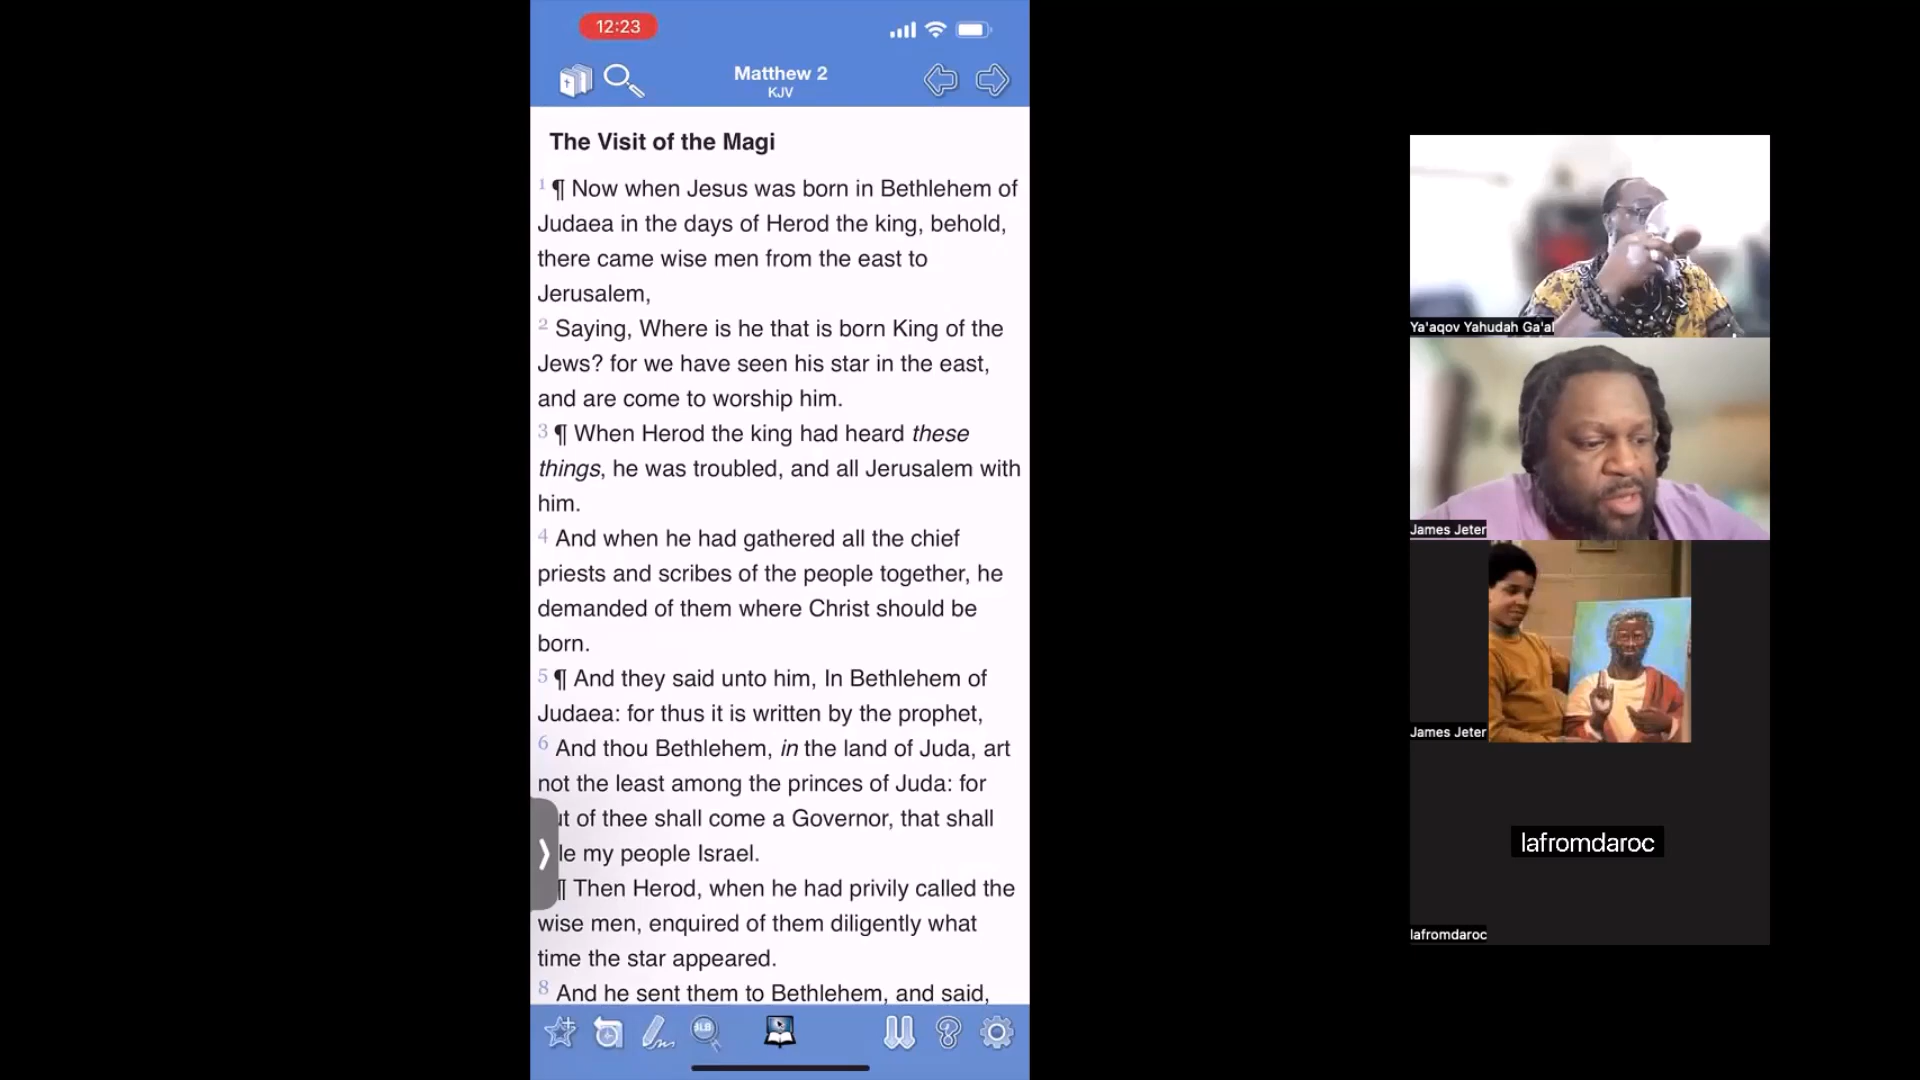 12:23
Matthew 2
KJV
The Visit of the Magi
1 ¶ Now when Jesus was born in Bethlehem of
Judaea in the days of Herod the king, behold,
there came wise men from the east to
Jerusalem,
2 Saying, Where is he that is born King of the
Jews? for we have seen his star in the east,
and are come to worship him.
3 ¶ When Herod the king had heard these
things, he was troubled, and all Jerusalem with
him.
4 And when he had gathered all the chief
priests and scribes of the people together, he
demanded of them where Christ should be
born.
5 ¶ And they said unto him, In Bethlehem of
Judaea: for thus it is written by the prophet,
6 And thou Bethlehem, in the land of Juda, art
not the least among the princes of Juda: for
of thee shall come a Governor, that shall
my people Israel.
¶ Then Herod, when he had privily called the
wise men, enquired of them diligently what
time the star appeared.
8 And he sent them to Bethlehem, and said,
BLB
Ya'aqov Yahudah Ga'al
James Jeter
James Jeter
lafromdaroc
lafromdaroc